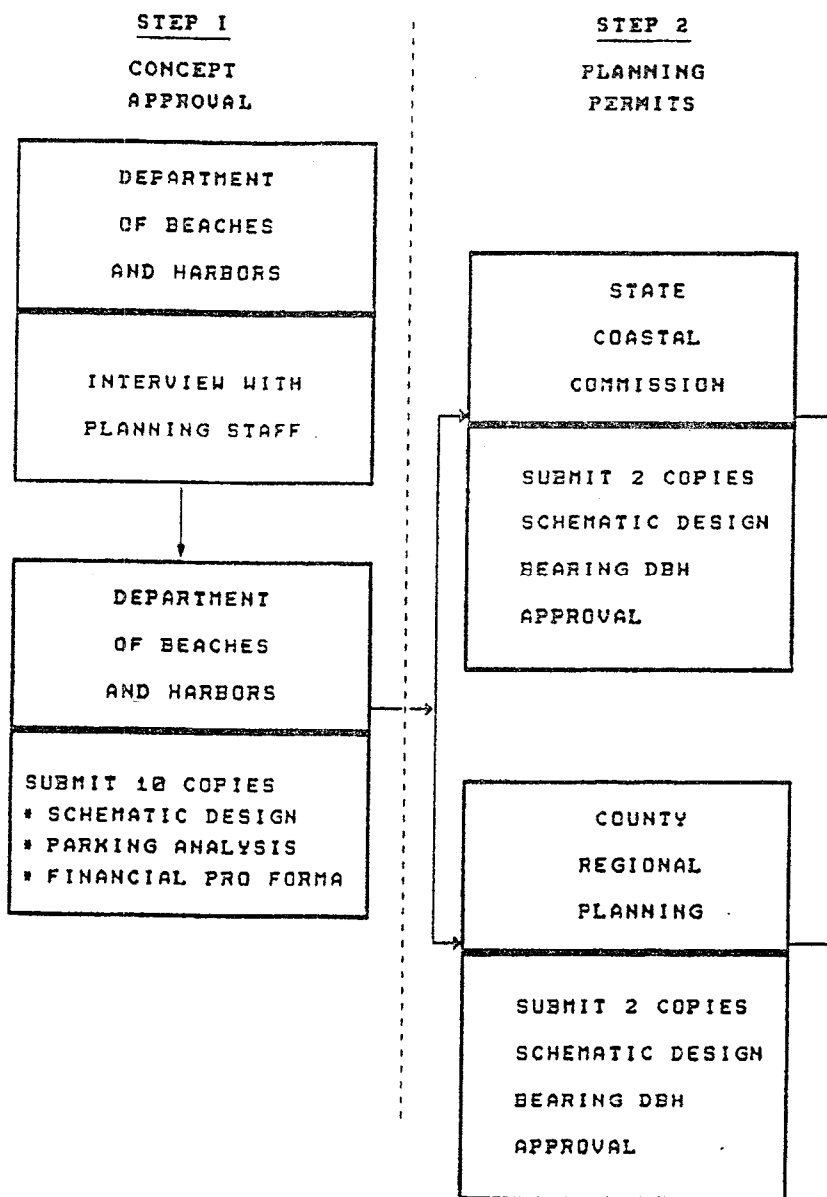 STEP I
CONCEPT
APPROVAL
DEPARTMENT
OF BEACHES
AND HARBORS
INTERVIEW WITH
PLANNING STAFF
DEPARTMENT
OF BEACHES
AND HARBORS
SUBMIT 10 COPIES
* SCHEMATIC DESIGN
* PARKING ANALYSIS
* FINANCIAL PRO FORMA
STEP 2
PLANNING
PERMITS
STATE
COASTAL
COMMISSION
SUBMIT 2 COPIES
SCHEMATIC DESIGN
BEARING DBH
APPROVAL
COUNTY
REGIONAL
PLANNING
SUBMIT 2 COPIES
SCHEMATIC DESIGN
BEARING DBH
APPROVAL